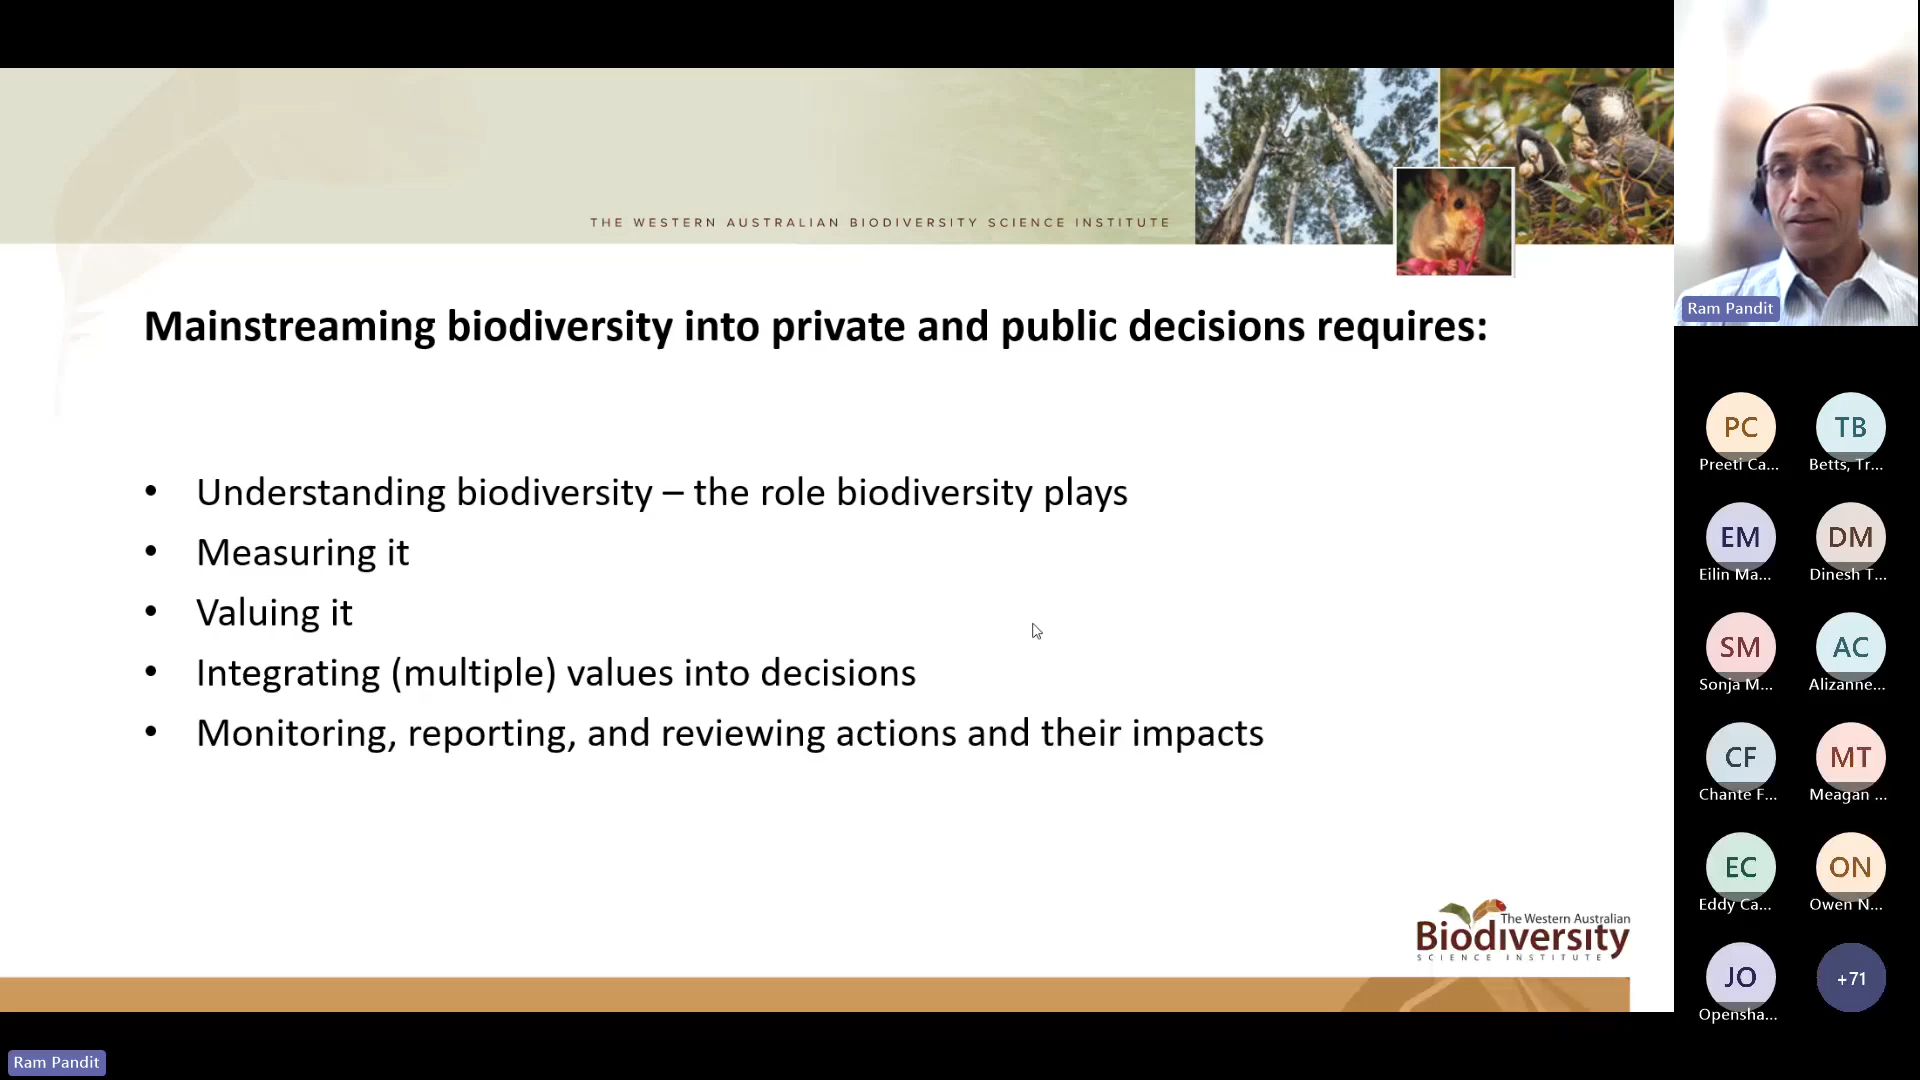 THE WESTERN AUSTRALIAN BIODIVERSITY SCIENCE INSTITUTE
Mainstreaming biodiversity into private and public decisions requires:
• Understanding biodiversity – the role biodiversity plays
• Measuring it
• Valuing it
• Integrating (multiple) values into decisions
• Monitoring, reporting, and reviewing actions and their impacts
The Western Australian
Biodiversity
SCIENCE INSTITUTE
Ram Pandit
Ram Pandit
PC
Preeti Ca...
TB
Betts, Tr...
EM
Eilin Ma...
DM
Dinesh T...
SM
Sonja M...
AC
Alizanne...
CF
Chante F...
MT
Meagan ...
EC
Eddy Ca...
ON
Owen N...
JO
Opensha...
+71